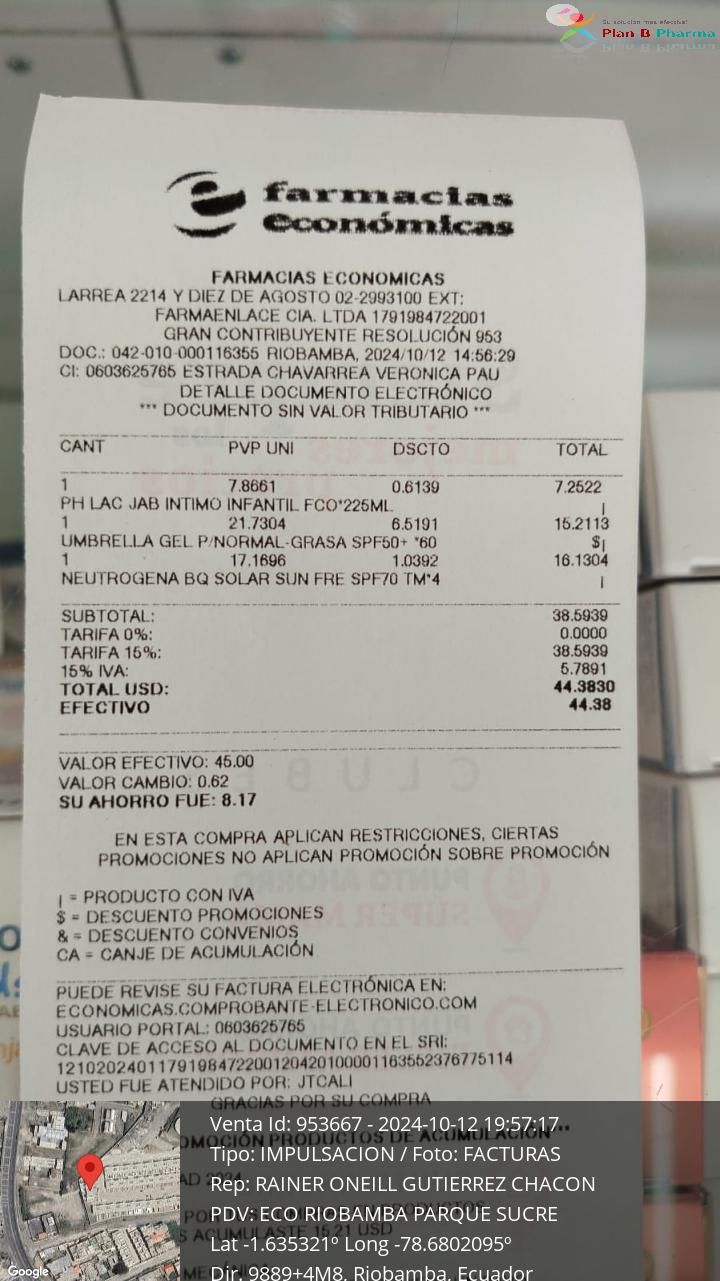 Su solución más efectiva!
Plan B Pharma
farmacias
económicas
FARMACIAS ECONOMICAS
LARREA 2214 Y DIEZ DE AGOSTO 02-2993100 EXT:
FARMAENLACE CIA. LTDA 1791984722001
GRAN CONTRIBUYENTE RESOLUCIÓN 953
DOC.: 042-010-000116355 RIOBAMBA, 2024/10/12 14:56:29
CI: 0603625765 ESTRADA CHAVARREA VERONICA PAU
DETALLE DOCUMENTO ELECTRÓNICO
*** DOCUMENTO SIN VALOR TRIBUTARIO ***
CANT PVP UNI DSCTO TOTAL
1 7.8661 0.6139 7.2522
PH LAC JAB INTIMO INFANTIL FCO*225ML |
1 21.7304 6.5191 15.2113
UMBRELLA GEL P/NORMAL-GRASA SPF50+ *60 $|
1 17.1696 1.0392 16.1304
NEUTROGENA BQ SOLAR SUN FRE SPF70 TM*4 |
SUBTOTAL: 38.5939
TARIFA 0%: 0.0000
TARIFA 15%: 38.5939
15% IVA: 5.7891
TOTAL USD: 44.3830
EFECTIVO 44.38
VALOR EFECTIVO: 45.00
VALOR CAMBIO: 0.62
SU AHORRO FUE: 8.17
EN ESTA COMPRA APLICAN RESTRICCIONES, CIERTAS
PROMOCIONES NO APLICAN PROMOCIÓN SOBRE PROMOCIÓN
| = PRODUCTO CON IVA
$ = DESCUENTO PROMOCIONES
& = DESCUENTO CONVENIOS
CA = CANJE DE ACUMULACIÓN
PUEDE REVISE SU FACTURA ELECTRÓNICA EN:
ECONOMICAS.COMPROBANTE-ELECTRONICO.COM
USUARIO PORTAL: 0603625765
CLAVE DE ACCESO AL DOCUMENTO EN EL SRI:
1210202401179198472200120420100001163552376775114
USTED FUE ATENDIDO POR: JTCALI
GRACIAS POR SU COMPRA
Venta Id: 953667 - 2024-10-12 19:57:17
OMOCIÓN PRODUCTOS DE ACUMULACIÓN**
Tipo: IMPULSACION / Foto: FACTURAS
Rep: RAINER ONEILL GUTIERREZ CHACON
PDV: ECO RIOBAMBA PARQUE SUCRE
S ACUMULASTE 15.21 USD
Lat -1.635321º Long -78.6802095º
Dir. 9889+4M8, Riobamba, Ecuador
Google